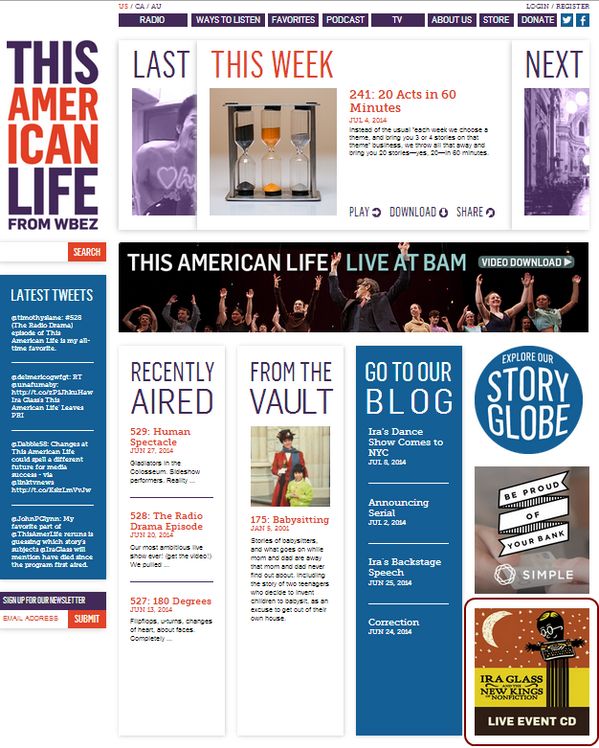 US / CA / AU
LOGIN / REGISTER
RADIO
WAYS TO LISTEN
FAVORITES
PODCAST
TV
ABOUT US
STORE
DONATE
THIS
AMER
ICAN
LIFE
FROM WBEZ
SEARCH
LAST
THIS WEEK
241: 20 Acts in 60
Minutes
JUL 4, 2014
Instead of the usual "each week we choose a
theme, and bring you 3 or 4 stories on that
theme" business, we throw all that away and
bring you 20 stories—yes, 20—in 60 minutes.
PLAY
DOWNLOAD
SHARE
NEXT
THIS AMERICAN LIFE / LIVE AT BAM
VIDEO DOWNLOAD
LATEST TWEETS
@timothyslane: #528
(The Radio Drama)
episode of This
American Life is my all-
time favorite.
@delmericogwfgt: RT
Ira Glass's This
American Life' Leaves
PRI
@Dabble58: Changes at
This American Life
could spell a different
future for media
success - via
@linktvnews
@JohnPGlynn: My
favorite part of
@ThisAmerLife reruns is
guessing which story's
subjects @IraGlass will
mention have died since
the program first aired.
SIGN UP FOR OUR NEWSLETTER
EMAIL ADDRESS
SUBMIT
RECENTLY
AIRED
529: Human
Spectacle
JUN 27, 2014
Gladiators in the
Colosseum. Sideshow
performers. Reality ...
528: The Radio
Drama Episode
JUN 20, 2014
Our most ambitious live
show ever! (get the video!)
We pulled ...
527: 180 Degrees
JUN 13, 2014
Flipflops, u-turns, changes
of heart, about faces.
Completely ...
FROM THE
VAULT
175: Babysitting
JAN 5, 2001
Stories of babysitters,
and what goes on while
mom and dad are away
that mom and dad never
find out about. Including
the story of two teenagers
who decide to invent
children to babysit, as an
excuse to get out of their
own house.
GO TO OUR
BLOG
Ira's Dance
Show Comes to
NYC
JUL 8, 2014
Announcing
Serial
JUL 2, 2014
Ira's Backstage
Speech
JUN 25, 2014
Correction
JUN 24, 2014
EXPLORE OUR
STORY
GLOBE
BE PROUD
OF
YOUR BANK
SIMPLE
IRA GLASS
AND THE
NEW KINGS
OF
NONFICTION
LIVE EVENT CD